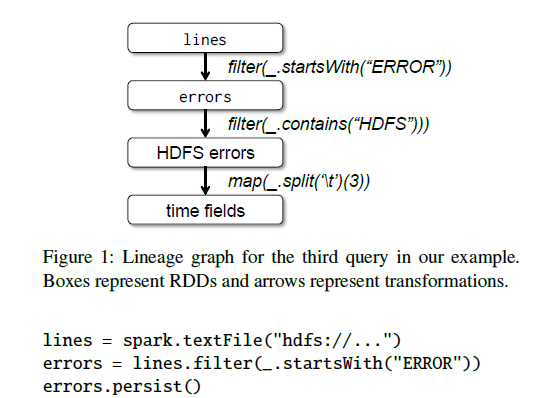 lines
filter(_.startsWith(“ERROR”))
errors
filter(_.contains(“HDFS”)))
HDFS errors
map(_.split(‘\t’)(3))
time fields
Figure 1: Lineage graph for the third query in our example.
Boxes represent RDDs and arrows represent transformations.
lines = spark.textFile("hdfs://...")
errors = lines.filter(_.startsWith("ERROR"))
errors.persist()